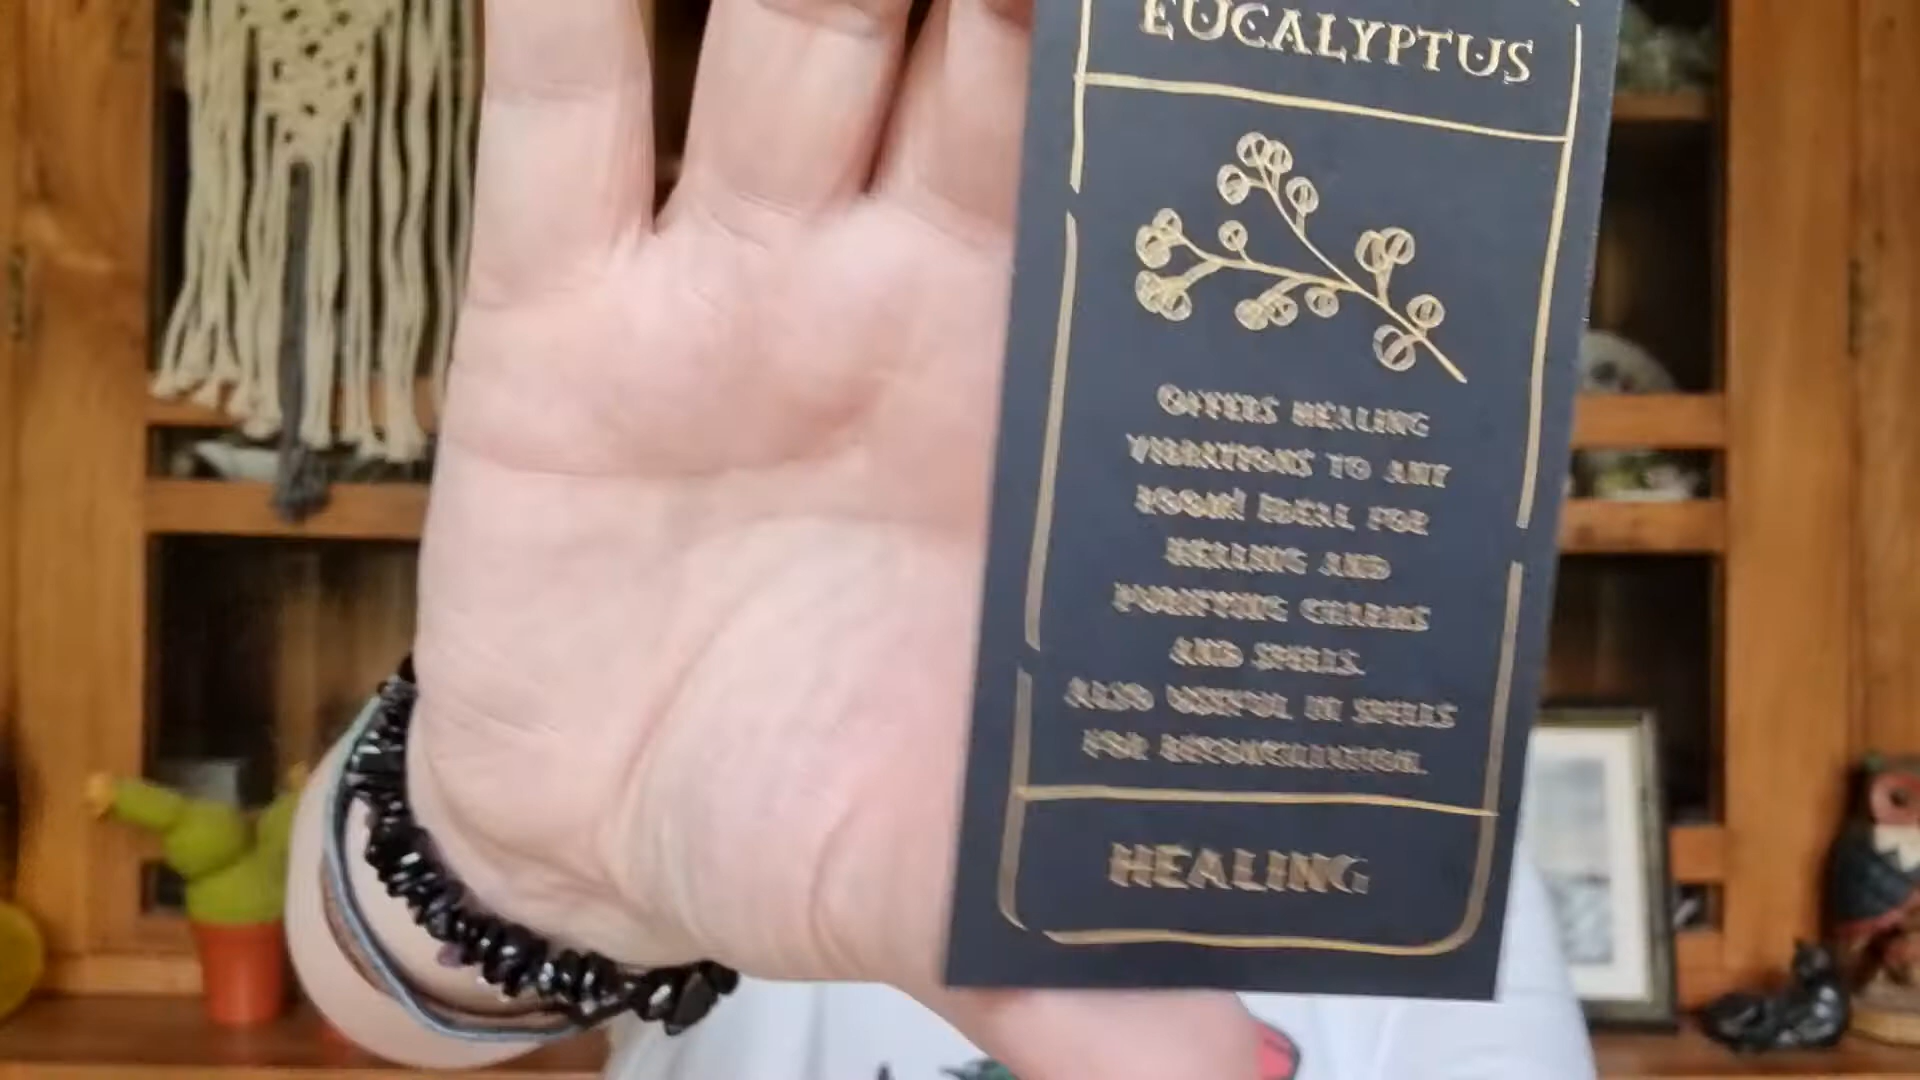 EUCALYPTUS
OFFERS HEALING
VIBRATIONS TO ANY
ROOM! IDEAL FOR
HEALING AND
PURIFYING CHARMS
AND SPELLS.
ALSO USEFUL IN SPELLS
FOR RECONCILIATION.
HEALING